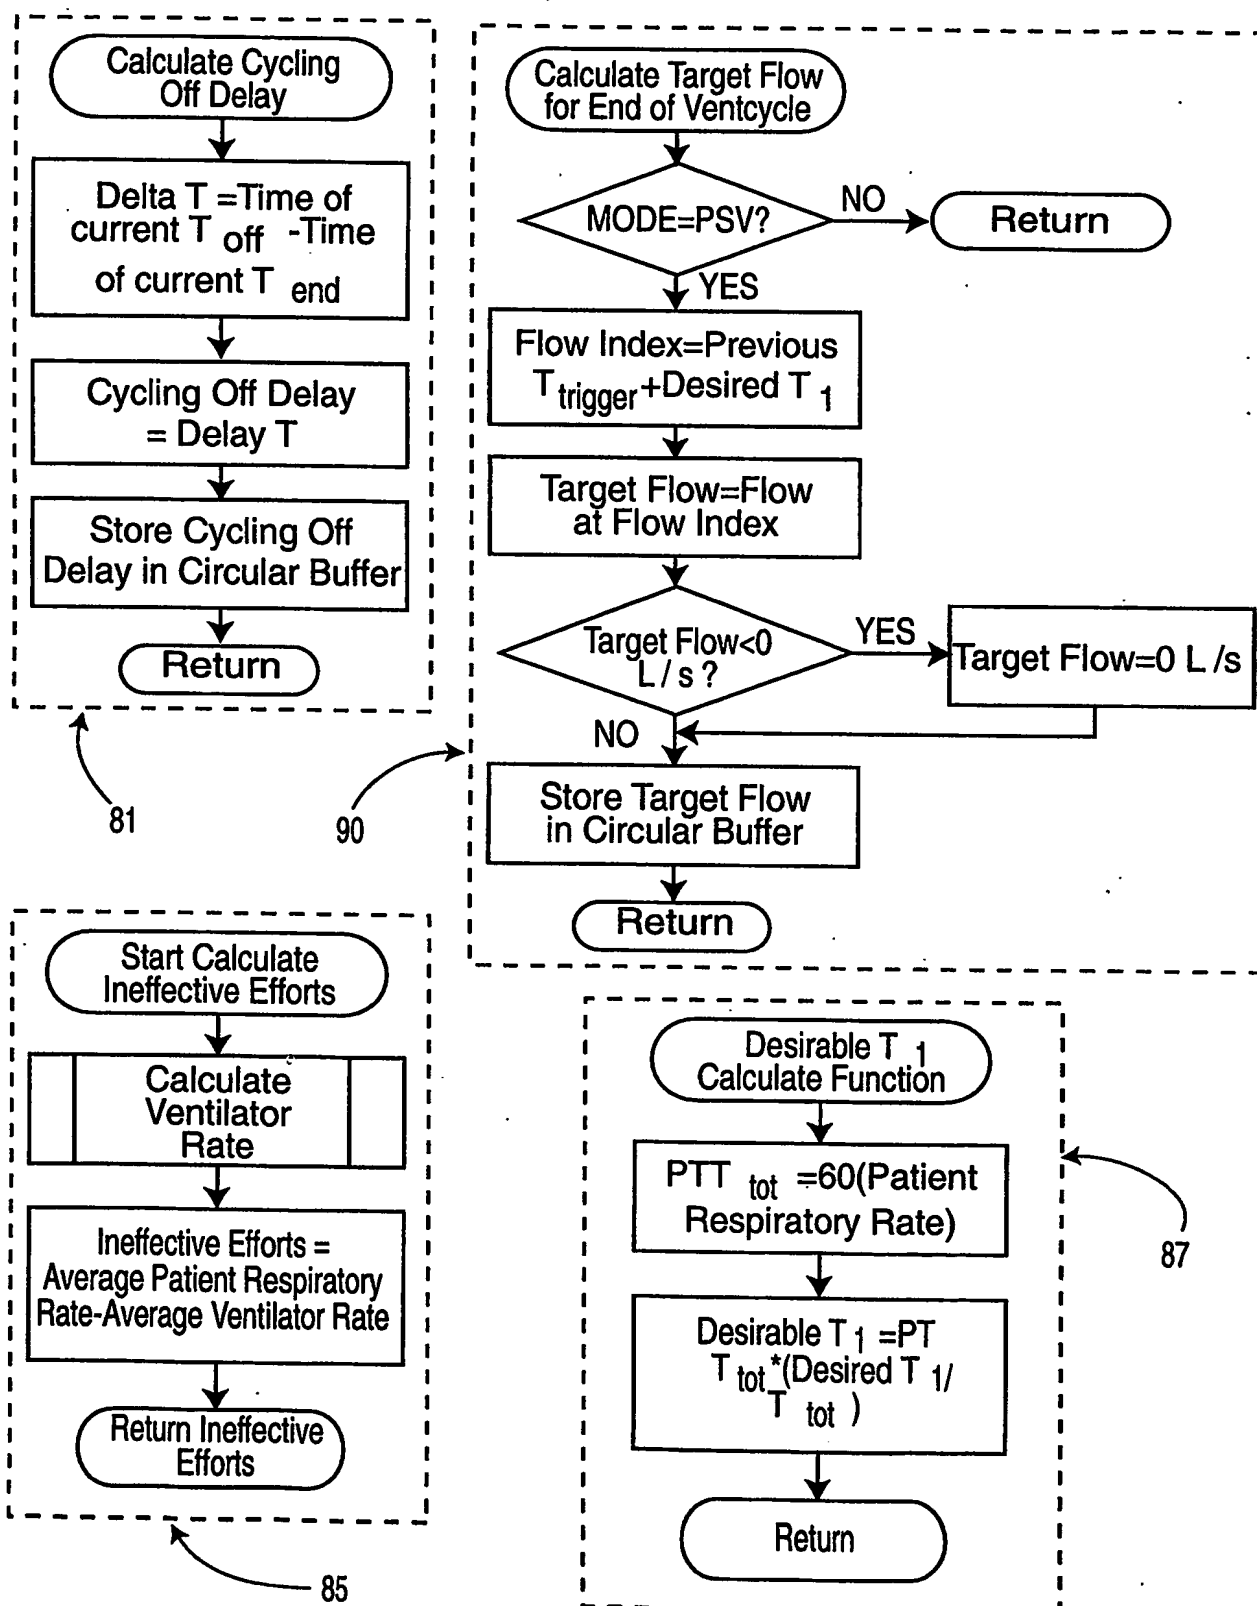 Calculate Cycling
Off Delay
Delta T =Time of
current T off -Time
of current T end
Cycling Off Delay
= Delay T
Store Cycling Off
Delay in Circular Buffer
Return
81
Calculate Target Flow
for End of Ventcycle
MODE=PSV?
NO
Return
YES
Flow Index=Previous
T trigger+Desired T 1
Target Flow=Flow
at Flow Index
Target Flow<0
L / s ?
YES
Target Flow=0 L /s
NO
Store Target Flow
in Circular Buffer
Return
90
Start Calculate
Ineffective Efforts
Calculate
Ventilator
Rate
Ineffective Efforts =
Average Patient Respiratory
Rate-Average Ventilator Rate
Return Ineffective
Efforts
85
Desirable T 1
Calculate Function
PTT tot =60(Patient
Respiratory Rate)
Desirable T 1 =PT
T tot*(Desired T 1/
T tot )
Return
87